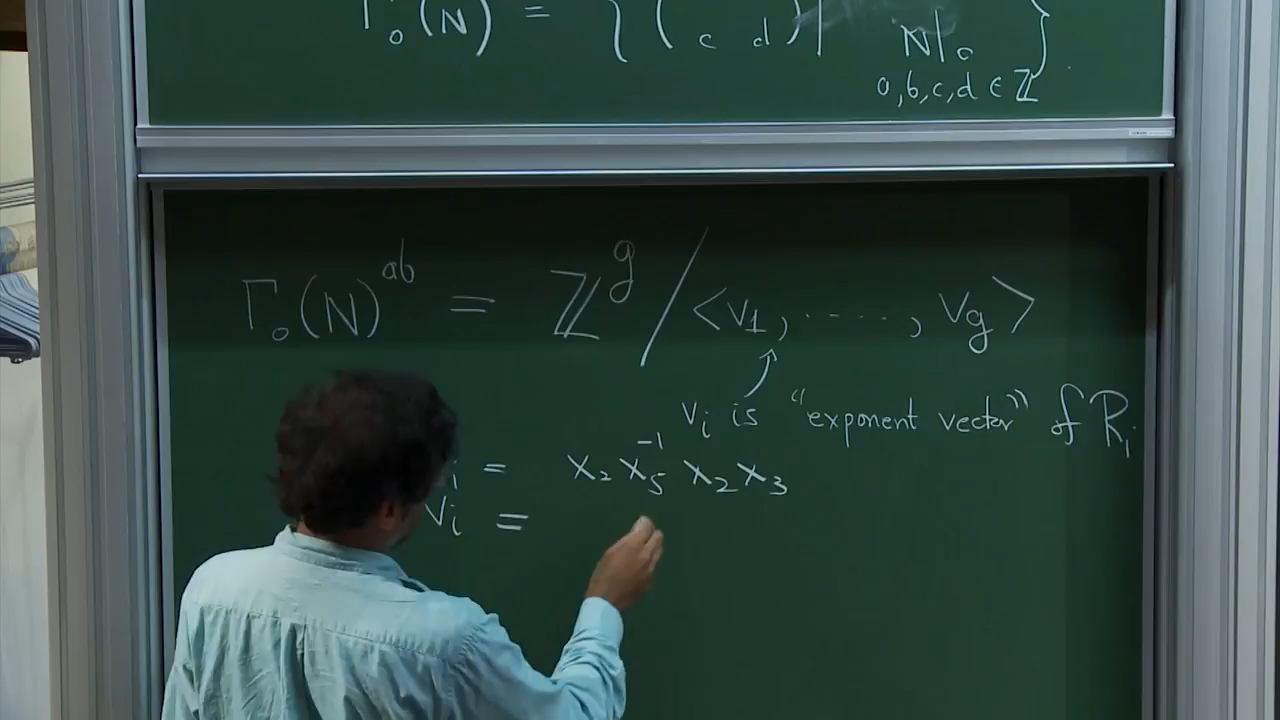 Γ₀(N) = { ( c d ) | N|c
a,b,c,d ∈ ℤ }
Γ₀(N)^ab = ℤ^g / <v₁, ....., v_g>
vᵢ is "exponent vector" of Rᵢ
ᵢ = x₂ x₅⁻¹ x₂ x₃
vᵢ =